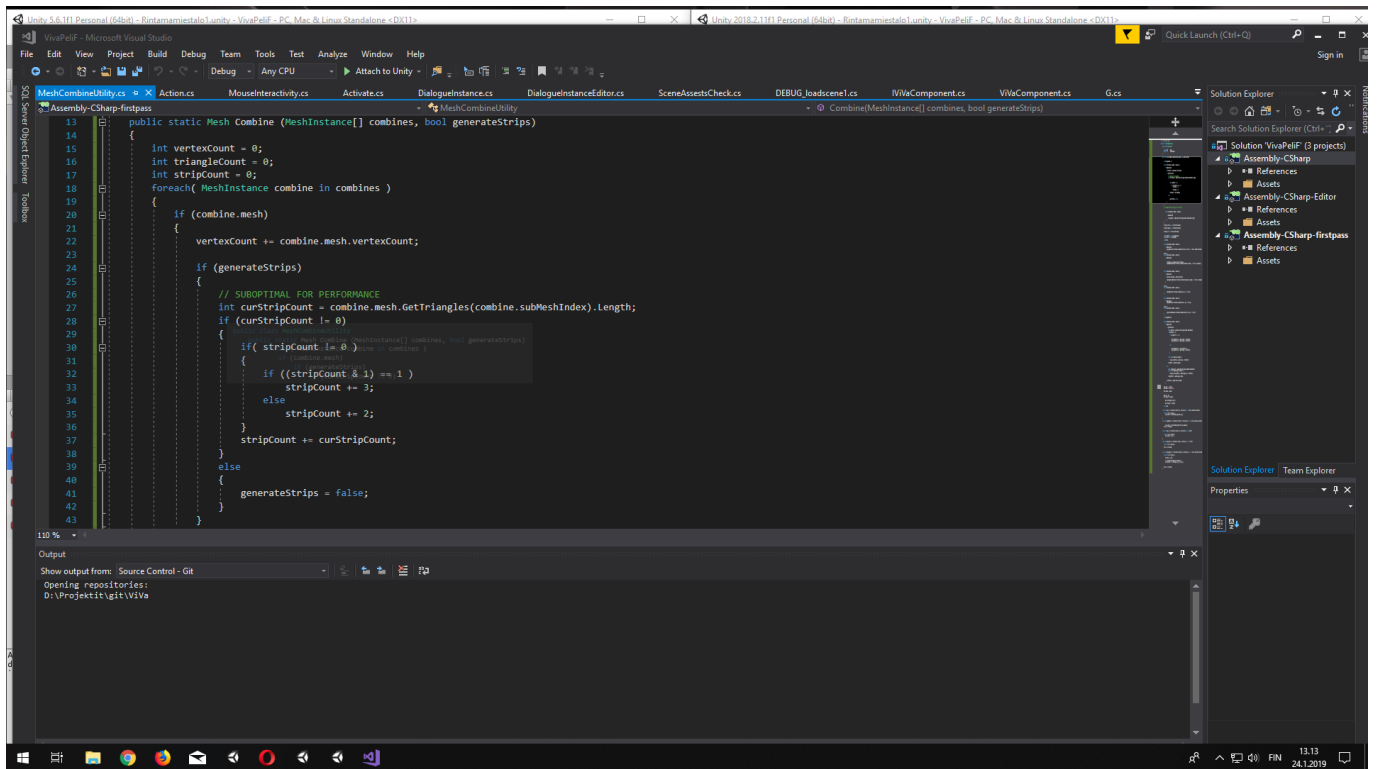 Unity 5.6.1f1 Personal (64bit) - Rintamamiestalo1.unity - VivaPeliF - PC, Mac & Linux Standalone <DX11>
Unity 2018.2.11f1 Personal (64bit) - Rintamamiestalo1.unity - VivaPeliF - PC, Mac & Linux Standalone <DX11>
VivaPeliF - Microsoft Visual Studio
Quick Launch (Ctrl+Q)
File Edit View Project Build Debug Team Tools Test Analyze Window Help
Sign in
Debug Any CPU Attach to Unity
MeshCombineUtility.cs Action.cs MouseInteractivity.cs Activate.cs DialogueInstance.cs DialogueInstanceEditor.cs SceneAssestsCheck.cs DEBUG_loadscene1.cs IViVaComponent.cs ViVaComponent.cs G.cs
Assembly-CSharp-firstpass MeshCombineUtility Combine(MeshInstance[] combines, bool generateStrips)
13 public static Mesh Combine (MeshInstance[] combines, bool generateStrips)
14 {
15 int vertexCount = 0;
16 int triangleCount = 0;
17 int stripCount = 0;
18 foreach( MeshInstance combine in combines )
19 {
20 if (combine.mesh)
21 {
22 vertexCount += combine.mesh.vertexCount;
23
24 if (generateStrips)
25 {
26 // SUBOPTIMAL FOR PERFORMANCE
27 int curStripCount = combine.mesh.GetTriangles(combine.subMeshIndex).Length;
28 if (curStripCount != 0)
29 {
30 if( stripCount != 0 )
31 {
32 if ((stripCount & 1) == 1 )
33 stripCount += 3;
34 else
35 stripCount += 2;
36 }
37 stripCount += curStripCount;
38 }
39 else
40 {
41 generateStrips = false;
42 }
43 }
110 %
SQL Server Object Explorer
Toolbox
Notifications
Solution Explorer
Search Solution Explorer (Ctrl+
Solution 'VivaPeliF' (3 projects)
Assembly-CSharp
References
Assets
Assembly-CSharp-Editor
References
Assets
Assembly-CSharp-firstpass
References
Assets
Solution Explorer Team Explorer
Properties
Output
Show output from: Source Control - Git
Opening repositories:
D:\Projektit\git\ViVa
FIN
13.13
24.1.2019